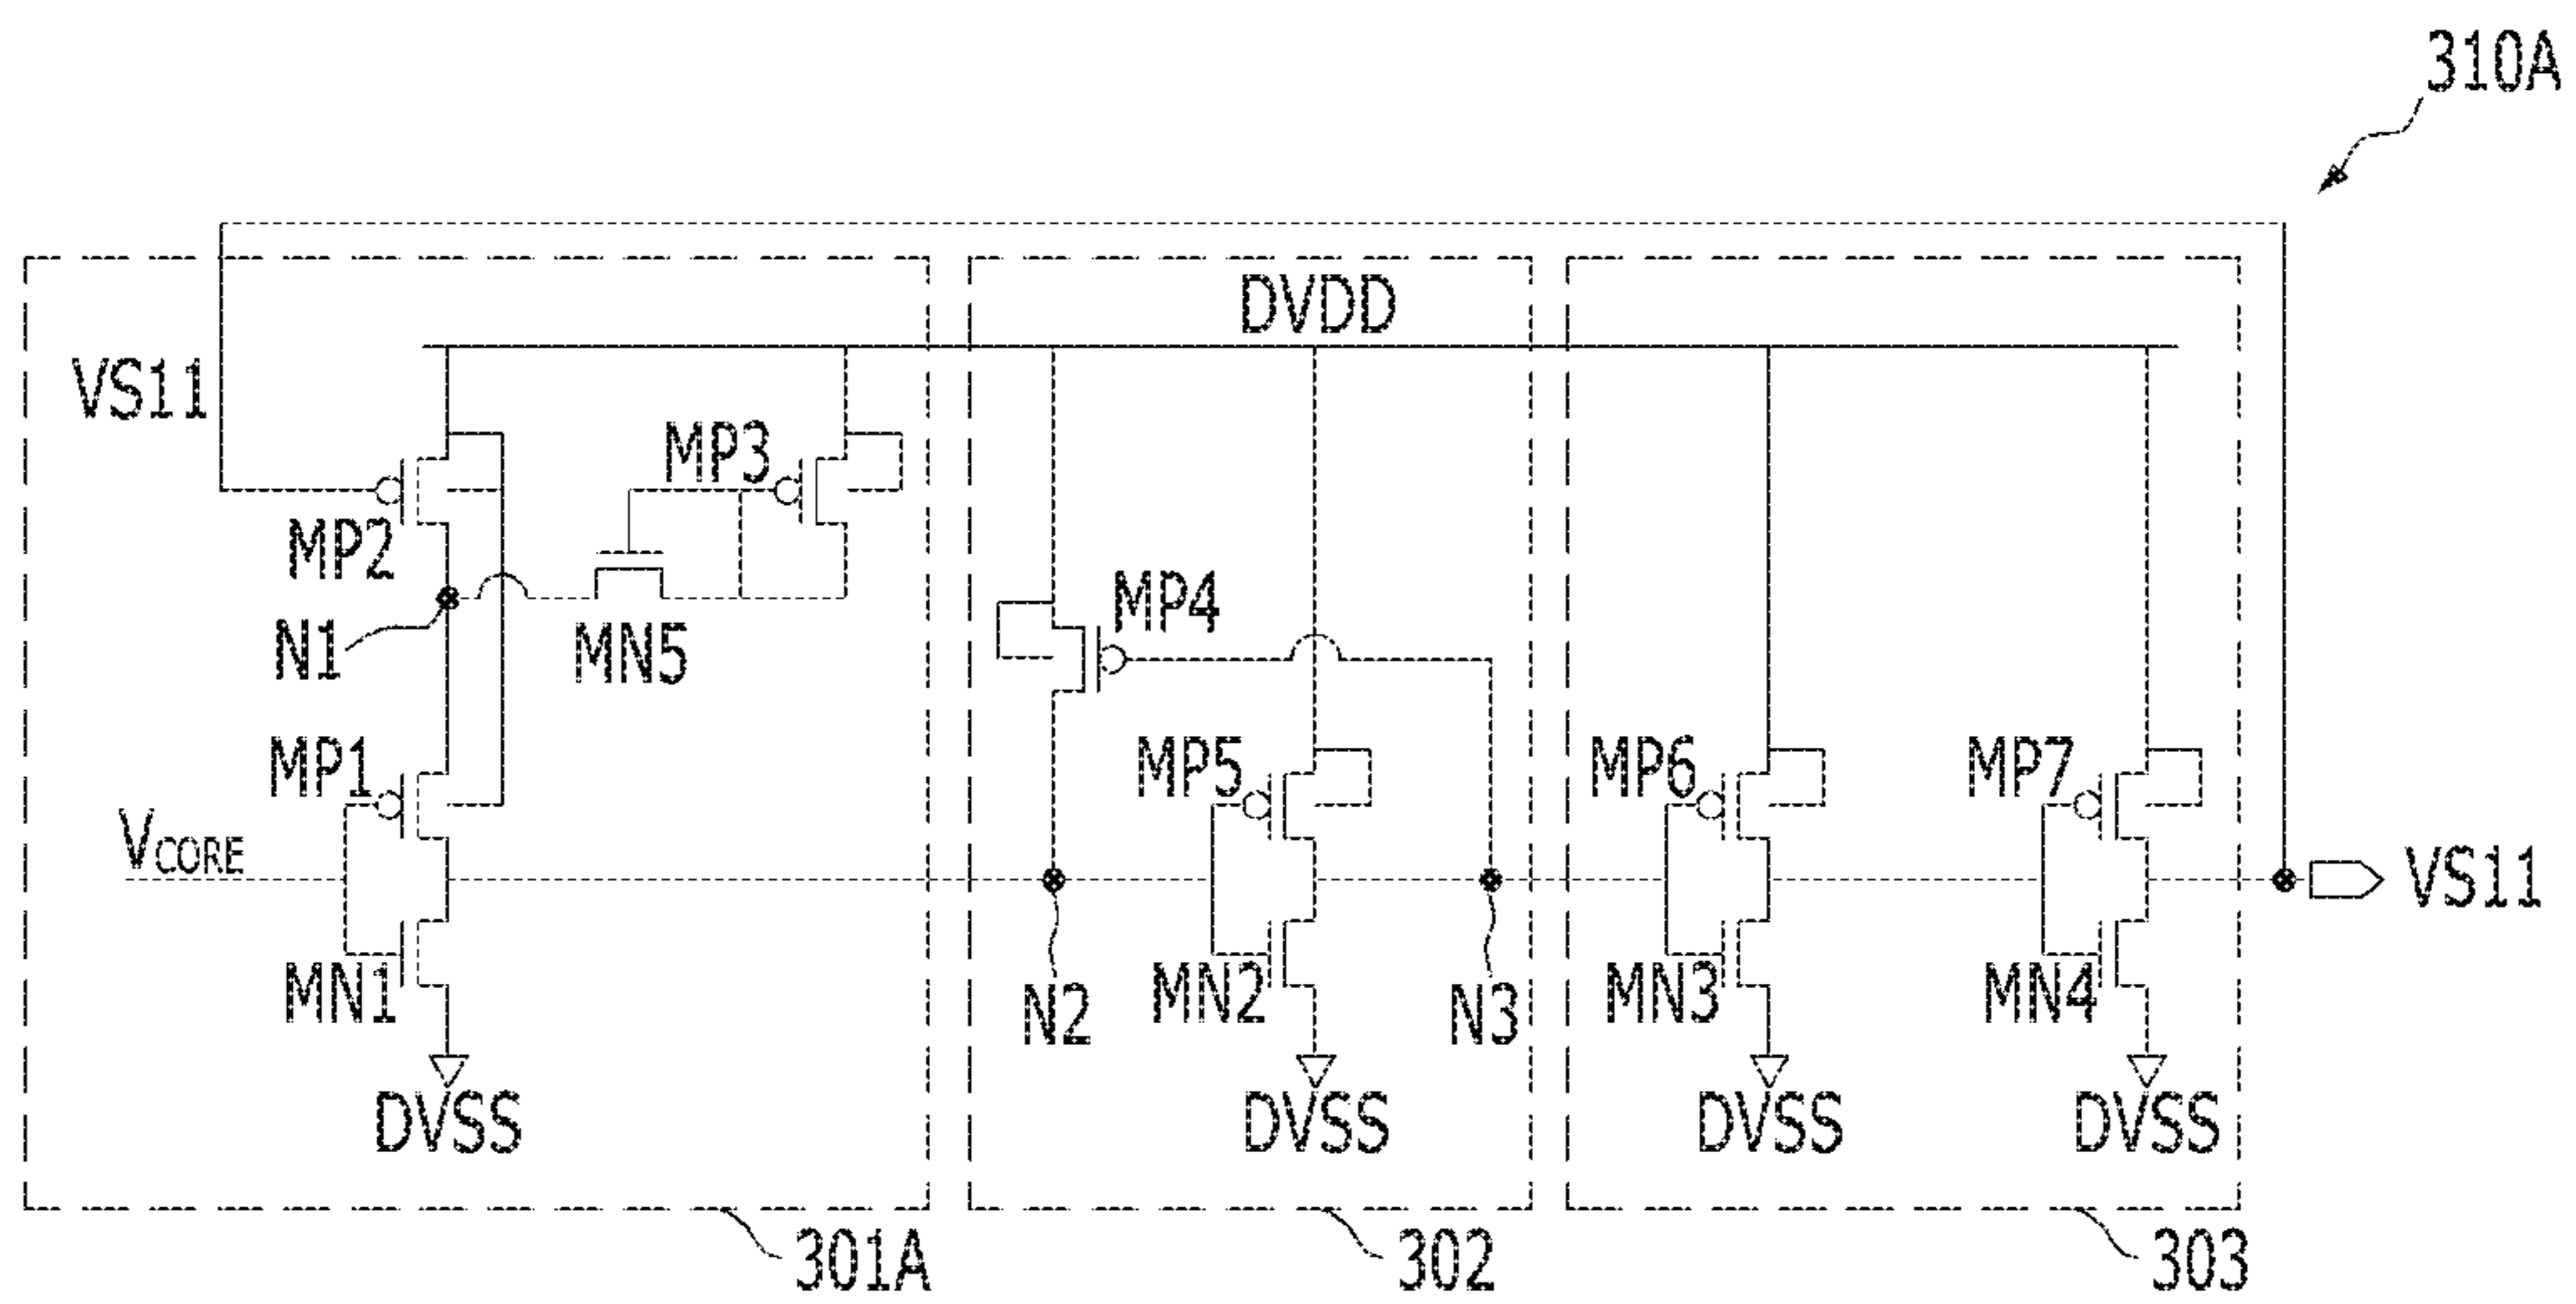 310A
DVDD
VS11
MP3
MP2
MP4
N1
MN5
MP1
MP5
MP6
MP7
VCORE
VS11
MN1
N2
MN2
N3
MN3
MN4
DVSS
DVSS
DVSS
DVSS
301A
302
303